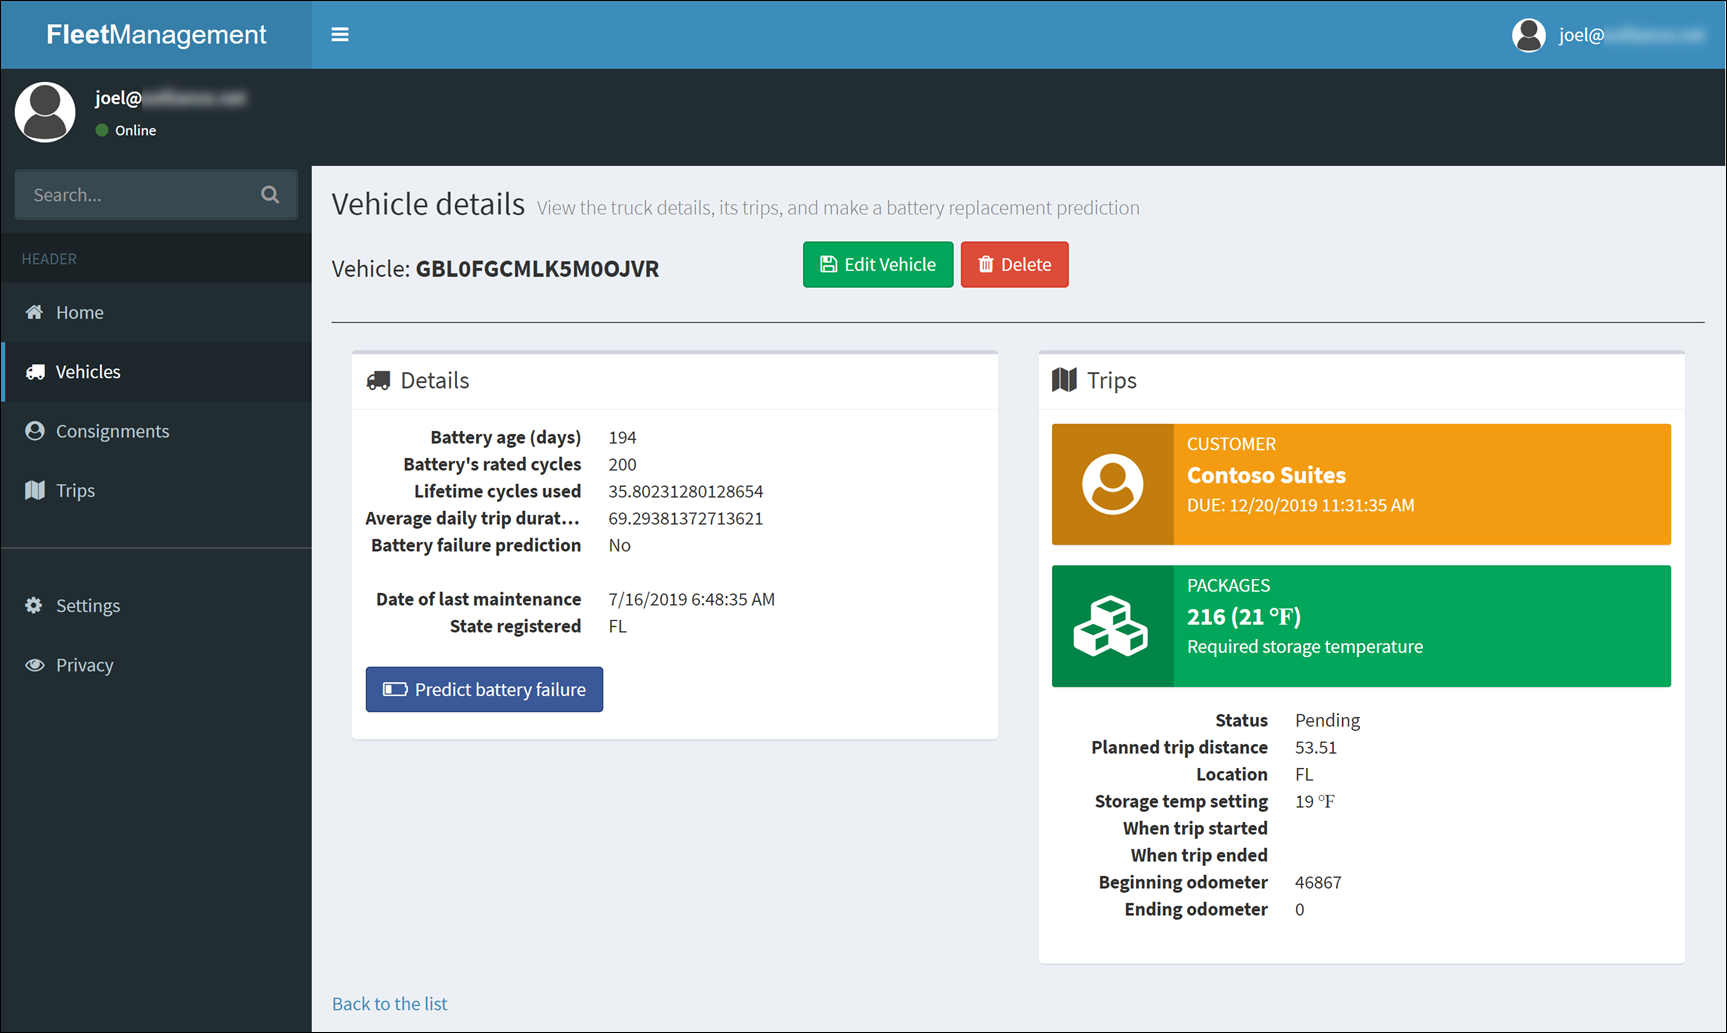 FleetManagement
joel@
joel@
Online
Search...
HEADER
Home
Vehicles
Consignments
Trips
Settings
Privacy
Vehicle details View the truck details, its trips, and make a battery replacement prediction
Vehicle: GBL0FGCMLK5M0OJVR
Edit Vehicle
Delete
Details
Battery age (days) 194
Battery's rated cycles 200
Lifetime cycles used 35.80231280128654
Average daily trip durat... 69.29381372713621
Battery failure prediction No
Date of last maintenance 7/16/2019 6:48:35 AM
State registered FL
Predict battery failure
Trips
CUSTOMER
Contoso Suites
DUE: 12/20/2019 11:31:35 AM
PACKAGES
216 (21 °F)
Required storage temperature
Status Pending
Planned trip distance 53.51
Location FL
Storage temp setting 19 °F
When trip started
When trip ended
Beginning odometer 46867
Ending odometer 0
Back to the list